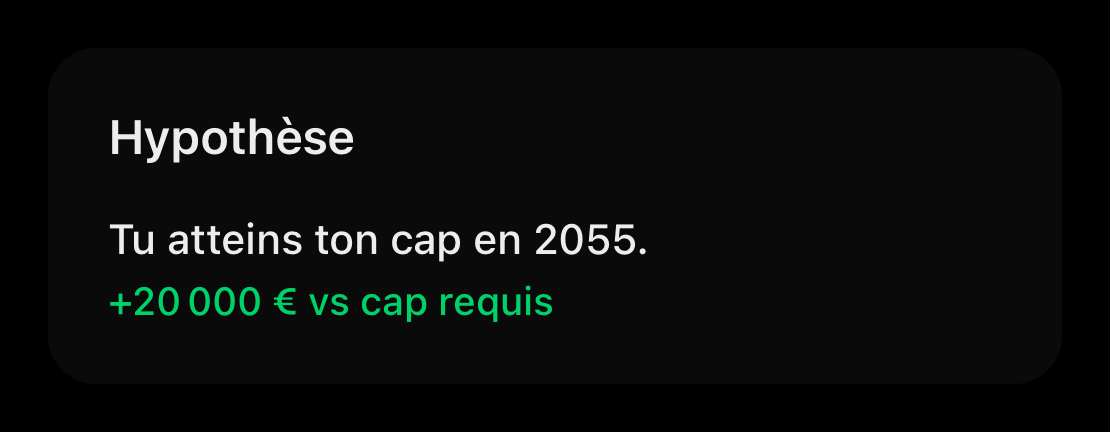 Hypothèse
Tu atteins ton cap en 2055.
+20 000 € vs cap requis